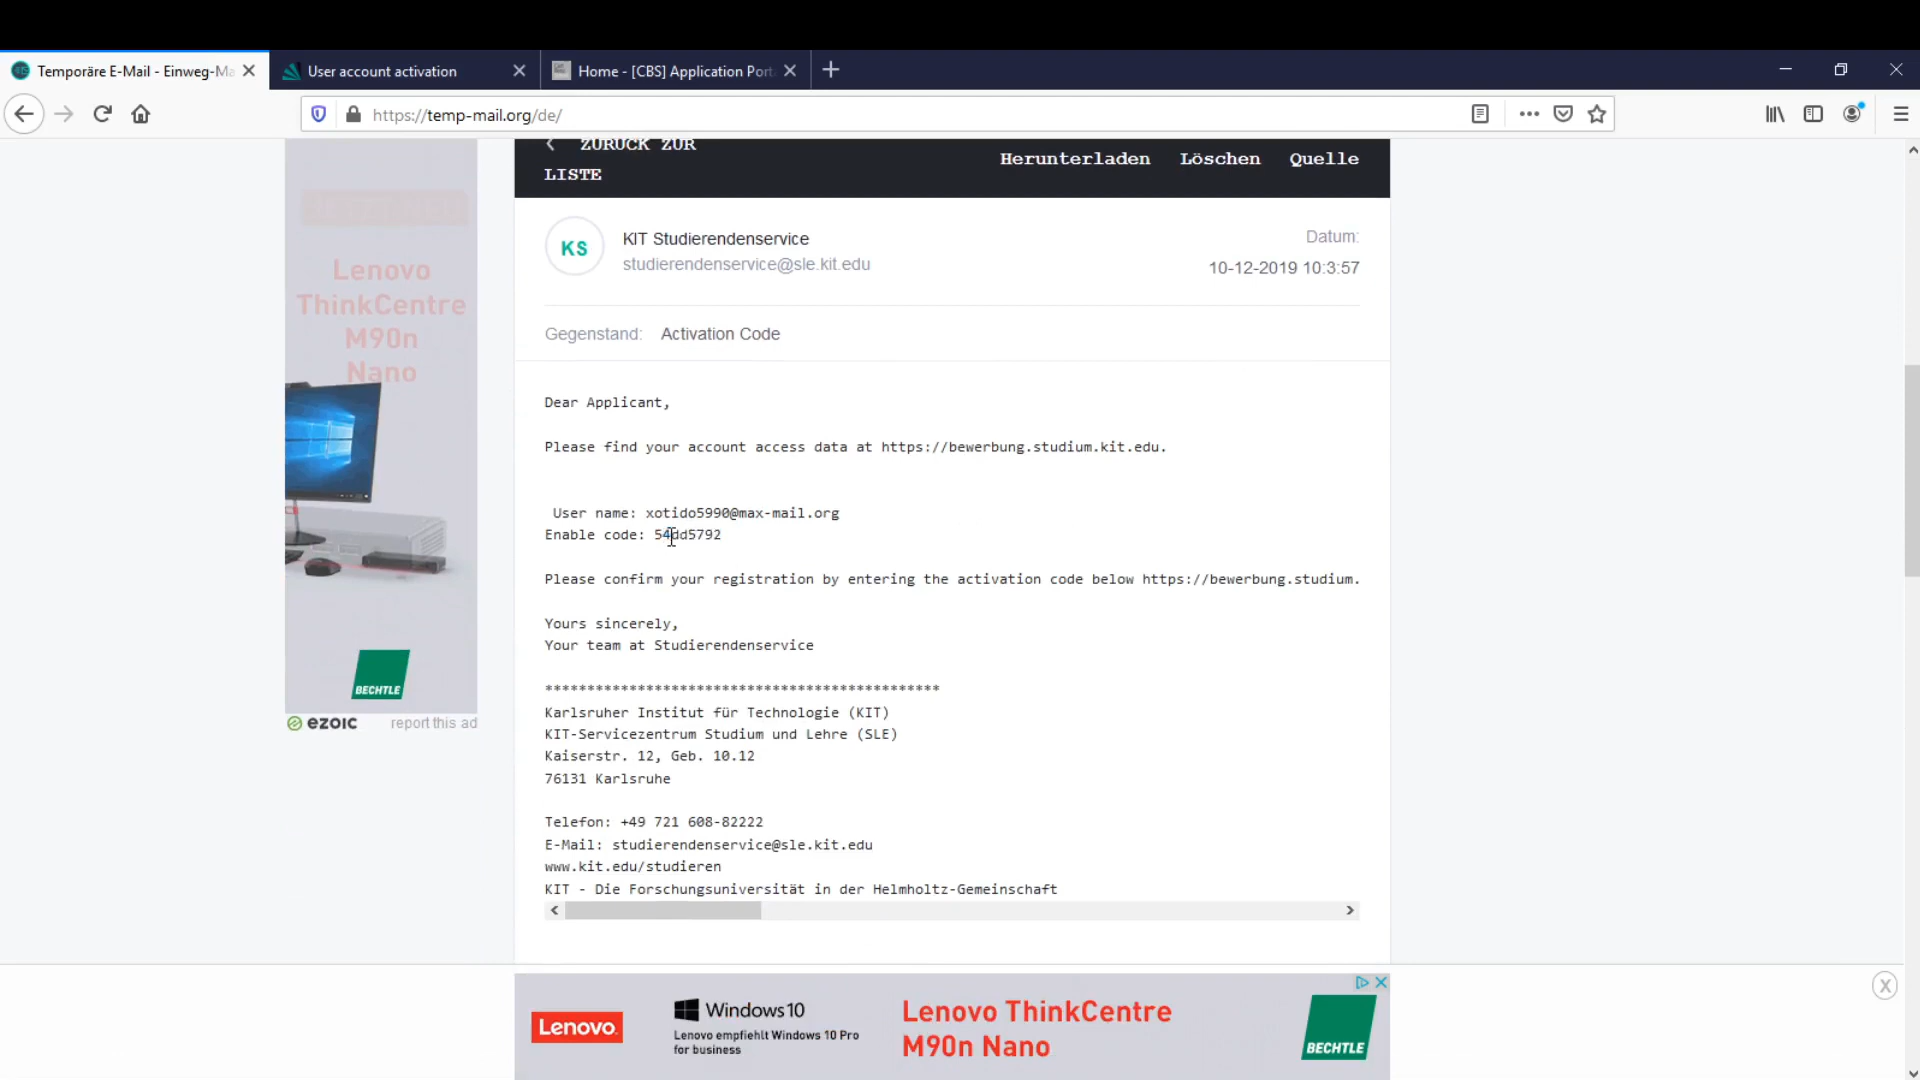 Temporäre E-Mail - Einweg-Ma
User account activation
Home - [CBS] Application Port
https://temp-mail.org/de/
ZURÜCK ZUR
LISTE
Herunterladen
Löschen
Quelle
Lenovo
ThinkCentre
M90n
Nano
BECHTLE
ezoic
report this ad
KS
KIT Studierendenservice
studierendenservice@sle.kit.edu
Datum:
10-12-2019 10:3:57
Gegenstand: Activation Code
Dear Applicant,
Please find your account access data at https://bewerbung.studium.kit.edu.
User name: xotido5990@max-mail.org
Enable code: 54dd5792
Please confirm your registration by entering the activation code below https://bewerbung.studium.
Yours sincerely,
Your team at Studierendenservice
***********************************************
Karlsruher Institut für Technologie (KIT)
KIT-Servicezentrum Studium und Lehre (SLE)
Kaiserstr. 12, Geb. 10.12
76131 Karlsruhe
Telefon: +49 721 608-82222
E-Mail: studierendenservice@sle.kit.edu
www.kit.edu/studieren
KIT - Die Forschungsuniversität in der Helmholtz-Gemeinschaft
Lenovo
Windows 10
Lenovo empfiehlt Windows 10 Pro
for business
Lenovo ThinkCentre
M90n Nano
BECHTLE